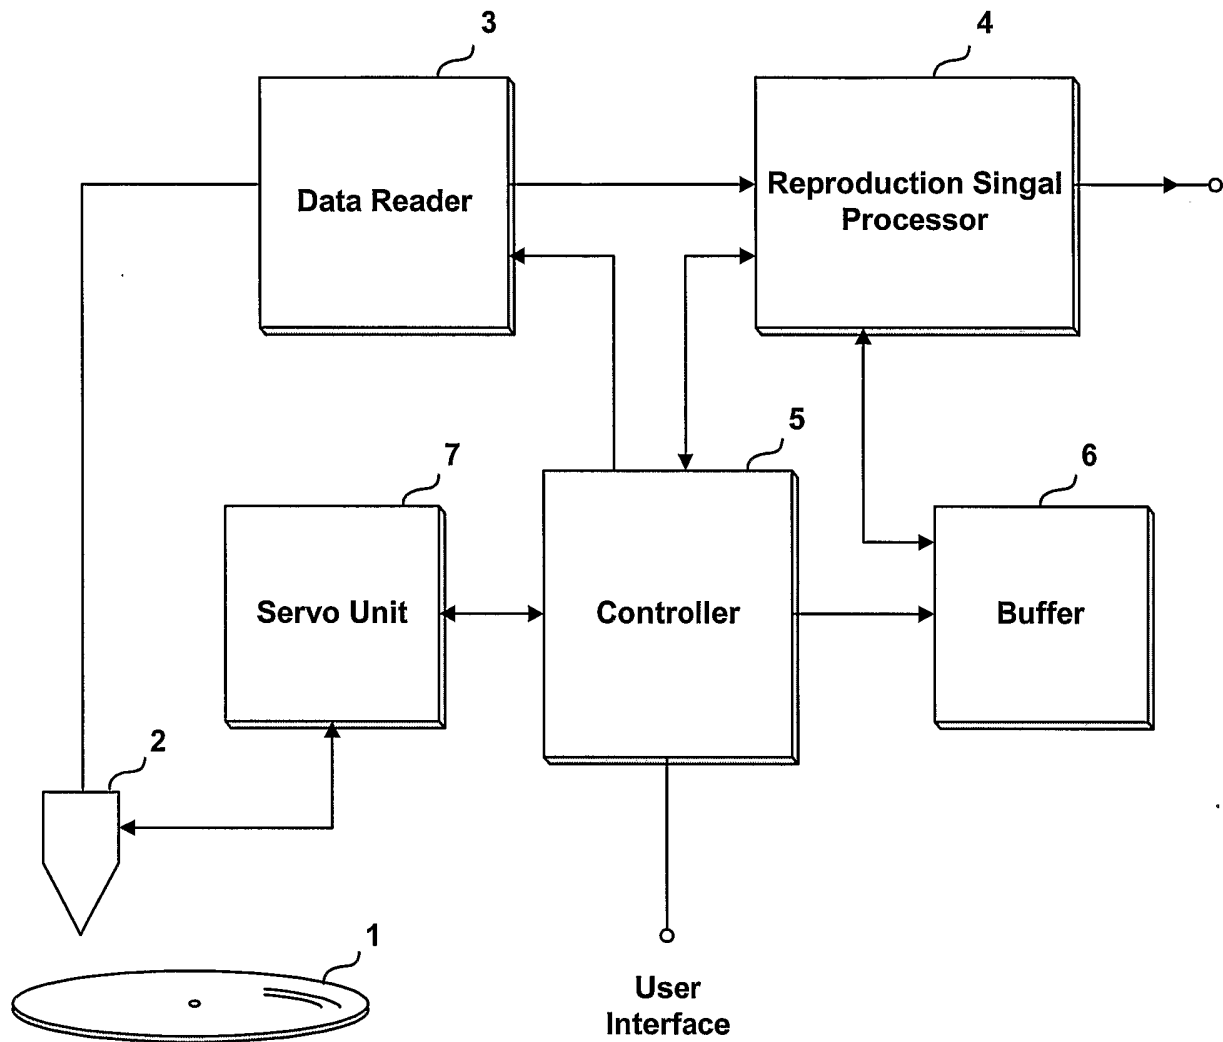 3
4
Data Reader
Reproduction Singal
Processor
5
7
6
Servo Unit
Controller
Buffer
2
1
User
Interface